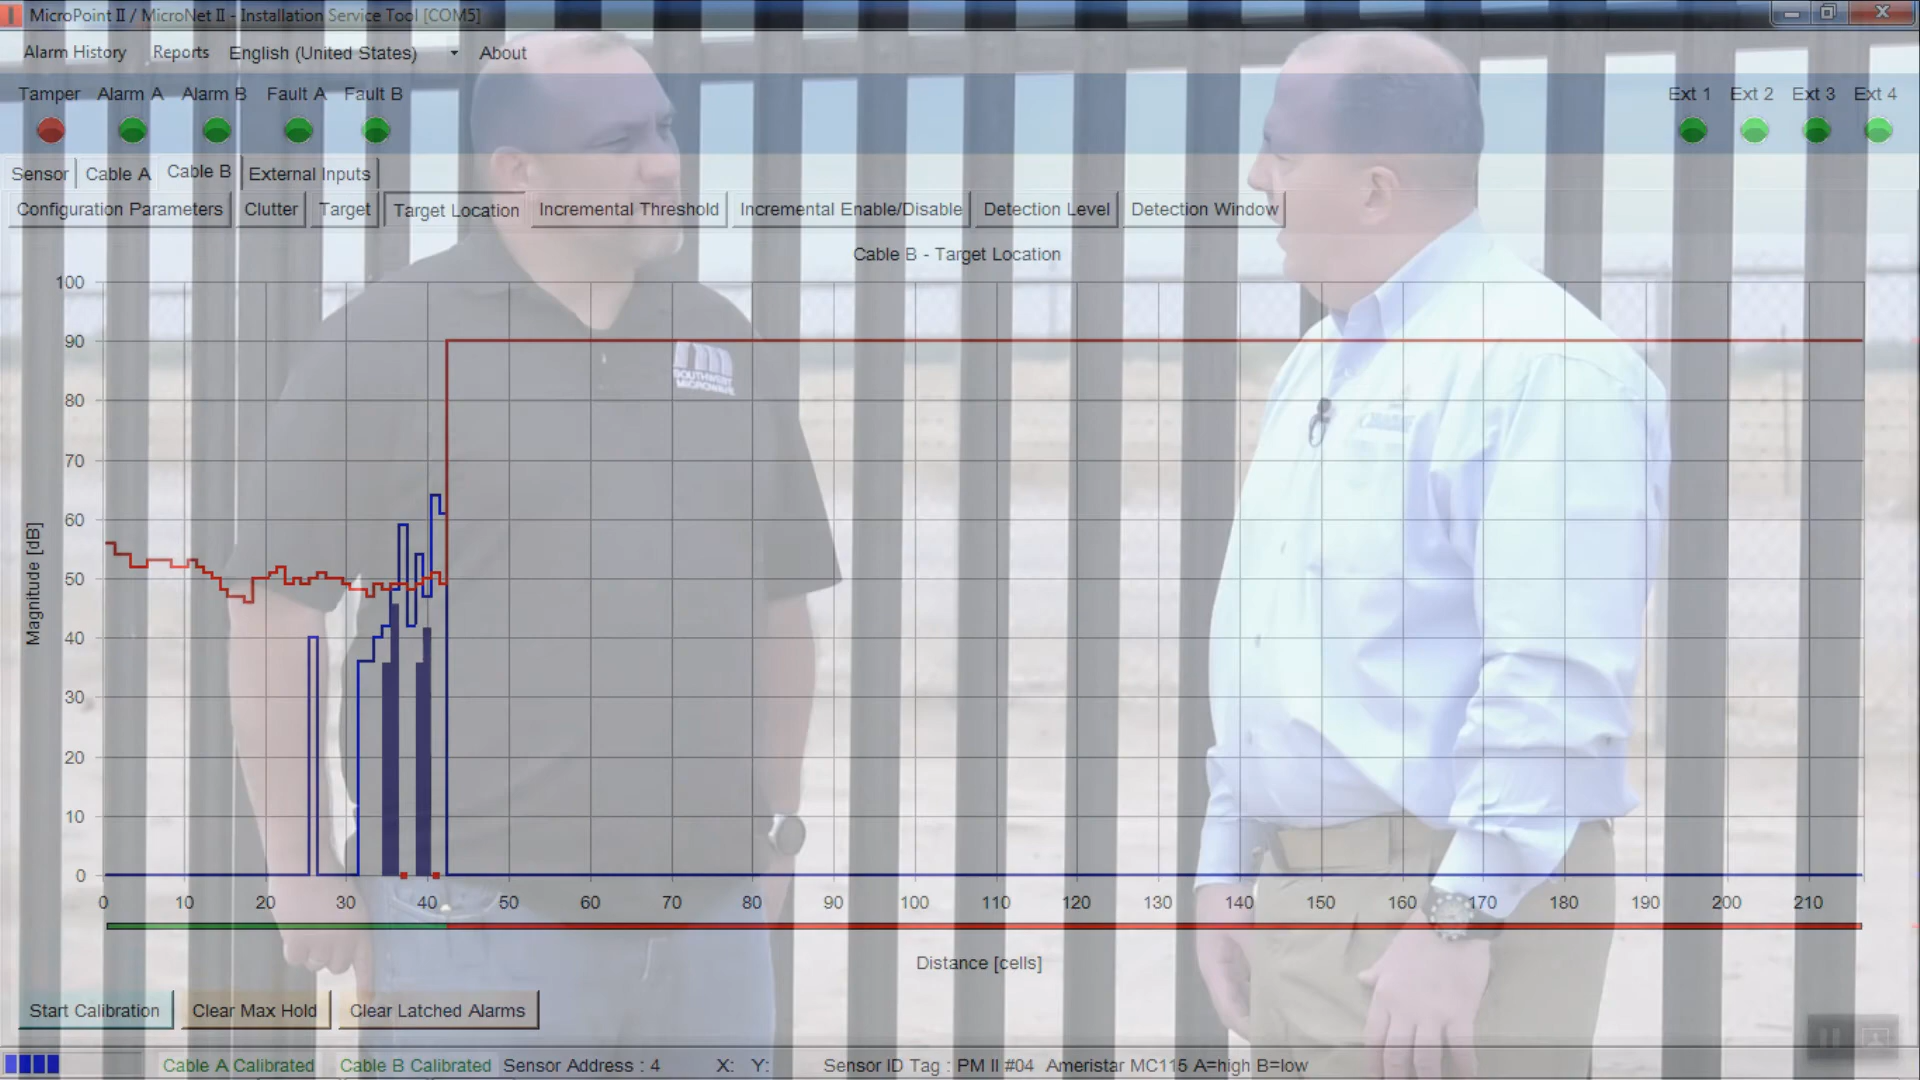 MicroPoint II / MicroNet II - Installation Service Tool [COM5]
Alarm History Reports English (United States) About
Tamper Alarm A Alarm B Fault A Fault B Ext 1 Ext 2 Ext 3 Ext 4
Sensor Cable A Cable B External Inputs
Configuration Parameters Clutter Target Target Location Incremental Threshold Incremental Enable/Disable Detection Level Detection Window
Cable B - Target Location
100
90
80
70
60
50
40
30
20
10
0
Magnitude [dB]
SOUTHWEST
MICROWAVE
0 10 20 30 40 50 60 70 80 90 100 110 120 130 140 150 160 170 180 190 200 210
Distance [cells]
Start Calibration Clear Max Hold Clear Latched Alarms
Cable A Calibrated Cable B Calibrated Sensor Address : 4 X: Y: Sensor ID Tag : PM II #04 Ameristar MC115 A=high B=low